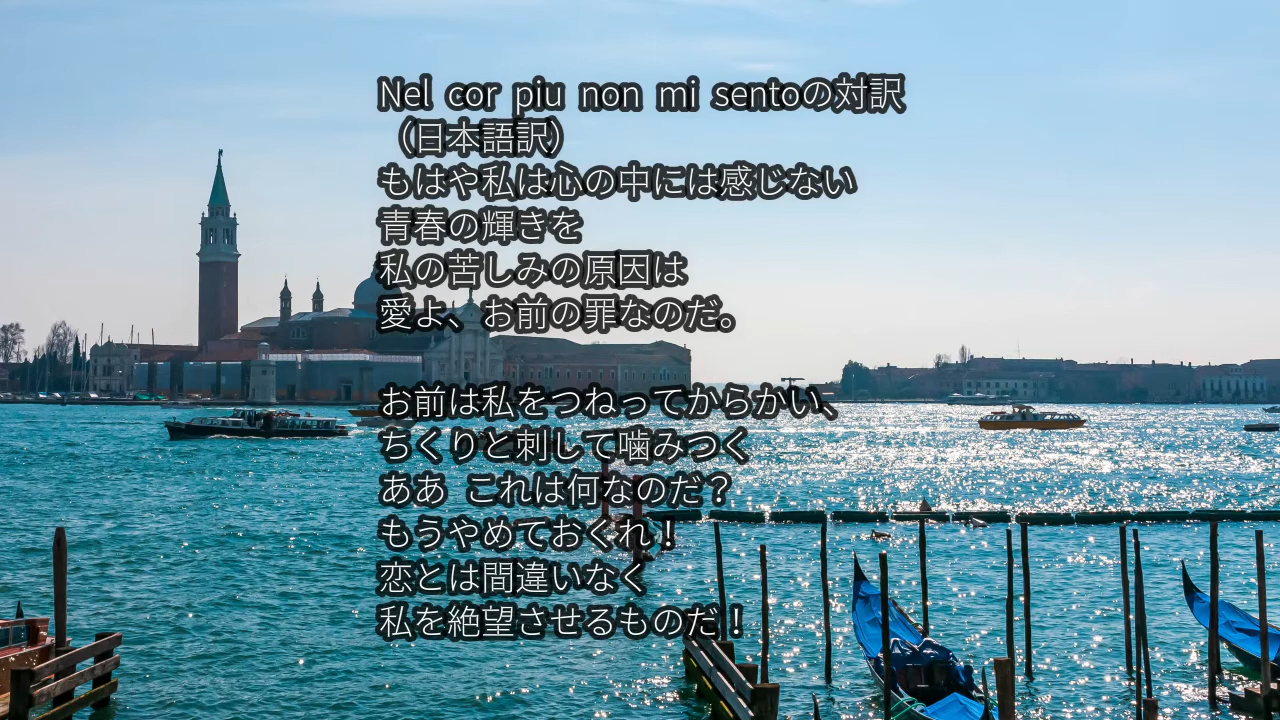 Nel cor piu non mi sentoの対訳
（日本語訳）
もはや私は心の中には感じない
青春の輝きを
私の苦しみの原因は
愛よ、お前の罪なのだ。
お前は私をつねってからかい、
ちくりと刺して噛みつく
ああ これは何なのだ？
もうやめておくれ！
恋とは間違いなく
私を絶望させるものだ！